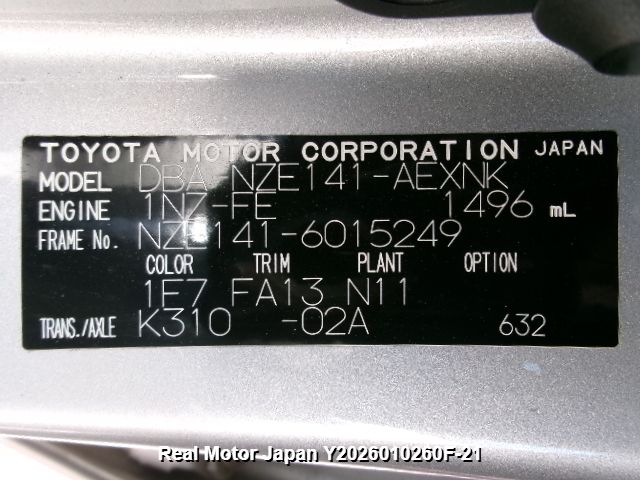 TOYOTA MOTOR CORPORATION JAPAN
MODEL DBA-NZE141-AEXNK
ENGINE 1NZ-FE 1496 mL
FRAME No. NZE141-6015249
COLOR TRIM PLANT OPTION
1E7 FA13 N11
TRANS./AXLE K310 -02A 632
Real Motor Japan Y2026010260F-21